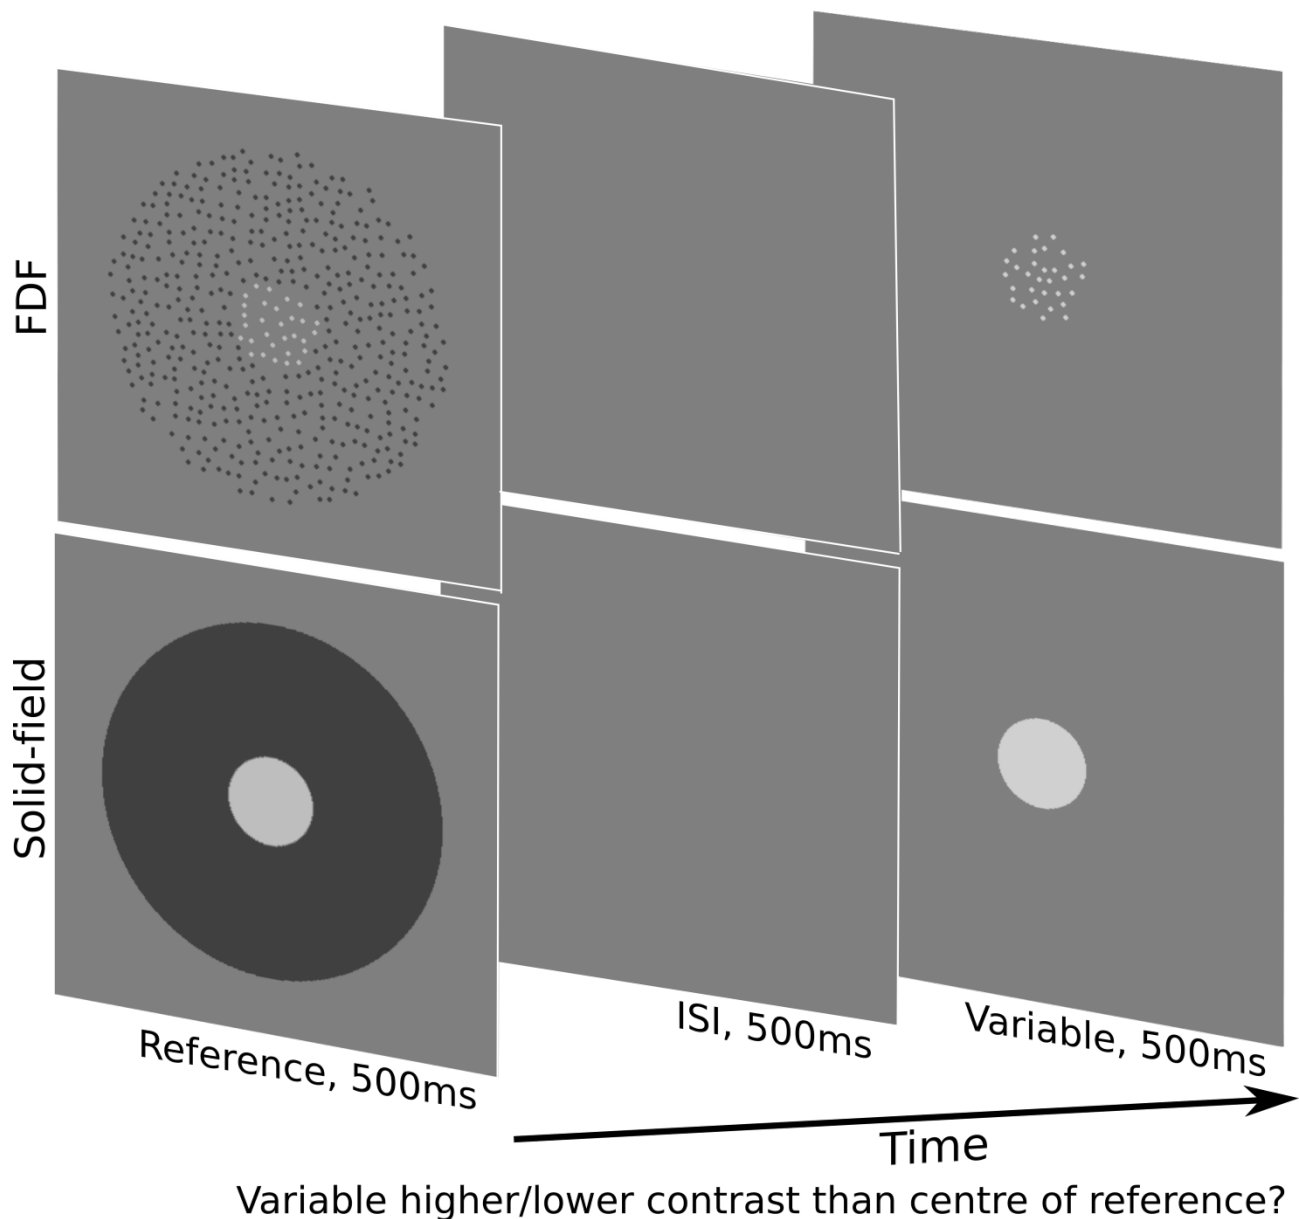 FDF
Solid-field
Reference, 500ms
ISI, 500ms
Variable, 500ms
Time
Variable higher/lower contrast than centre of reference?